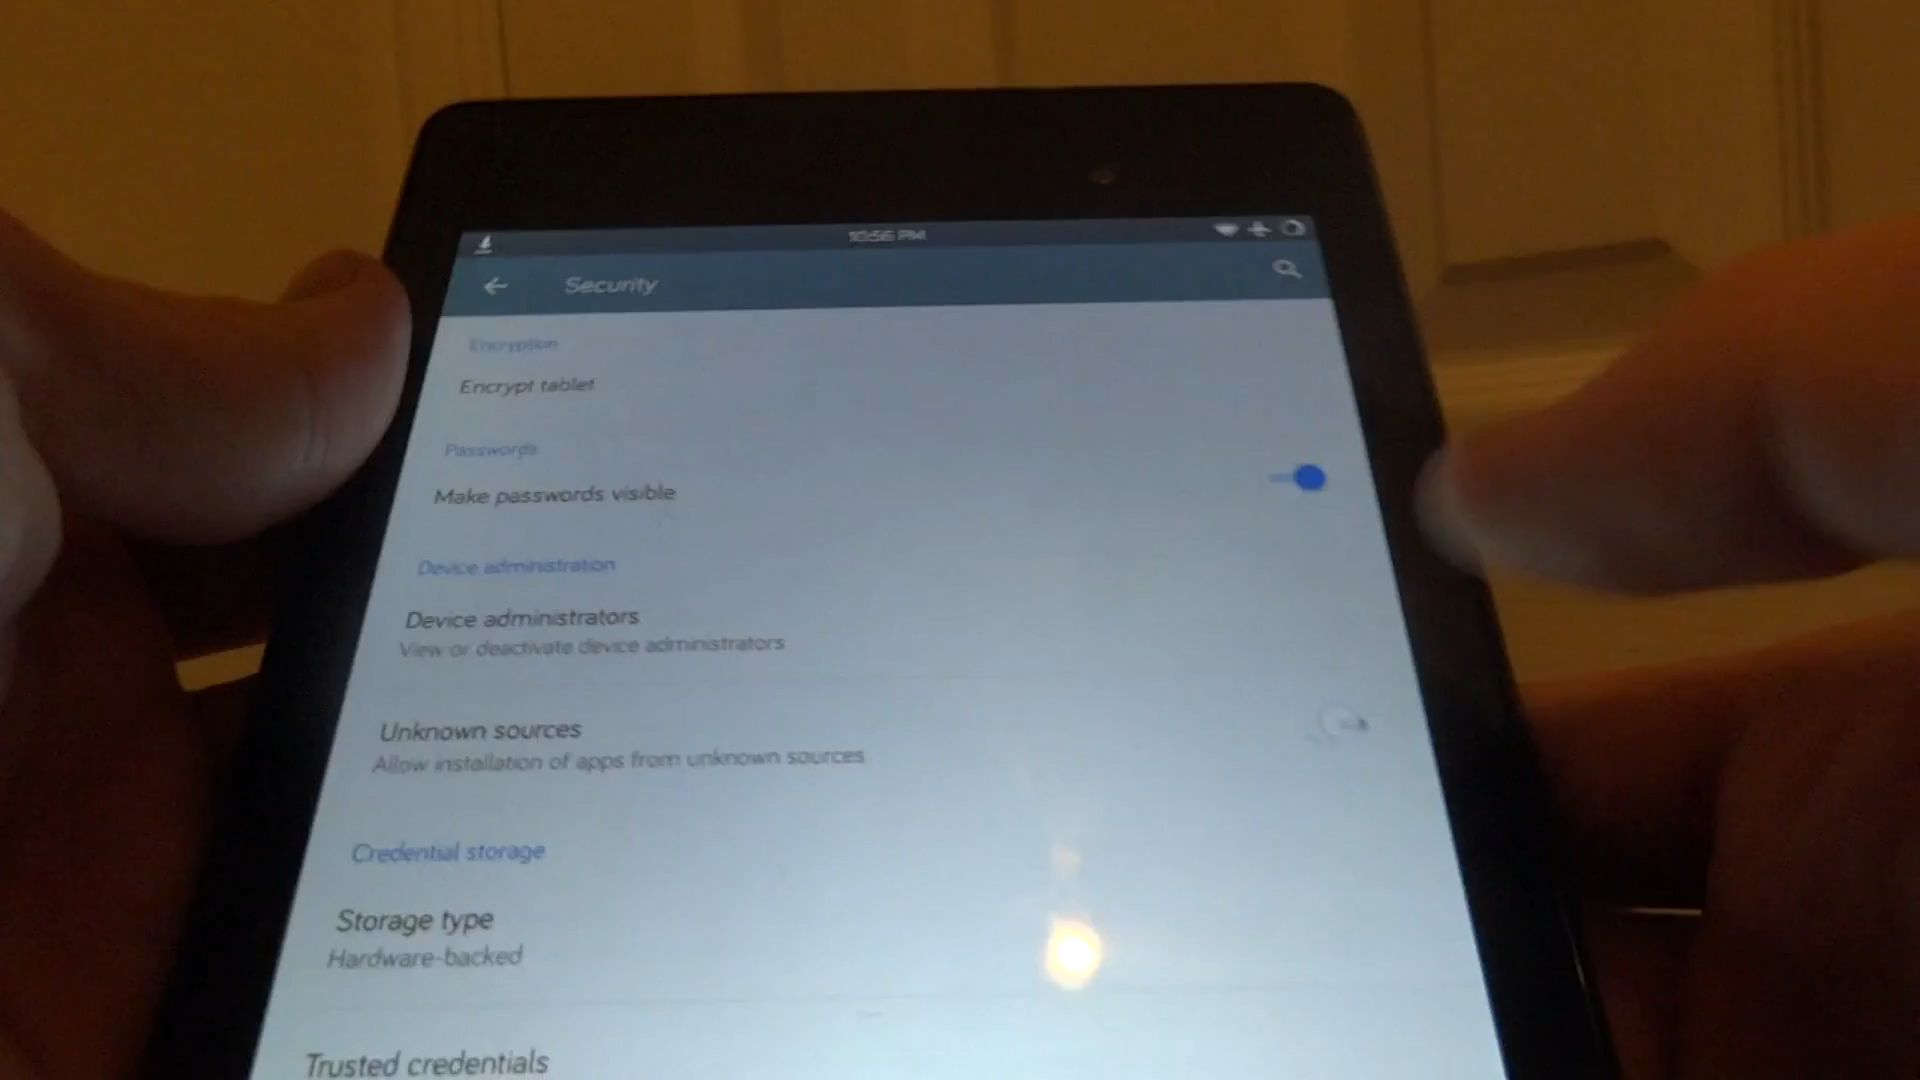 10:56 PM
Security
Encryption
Encrypt tablet
Passwords
Make passwords visible
Device administration
Device administrators
View or deactivate device administrators
Unknown sources
Allow installation of apps from unknown sources
Credential storage
Storage type
Hardware-backed
Trusted credentials